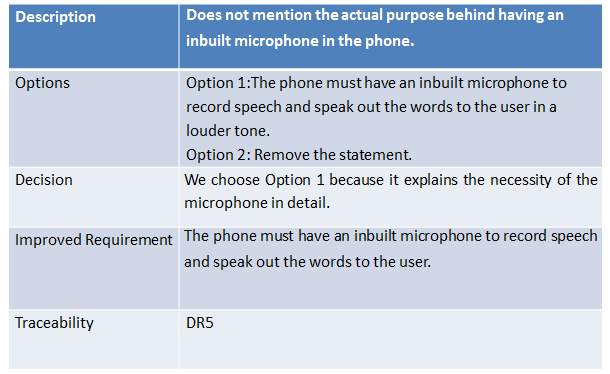 Description
Does not mention the actual purpose behind having an
inbuilt microphone in the phone.
Options
Option 1:The phone must have an inbuilt microphone to
record speech and speak out the words to the user in a
louder tone.
Option 2: Remove the statement.
Decision
We choose Option 1 because it explains the necessity of the
microphone in detail.
Improved Requirement
The phone must have an inbuilt microphone to record speech
and speak out the words to the user.
Traceability
DR5